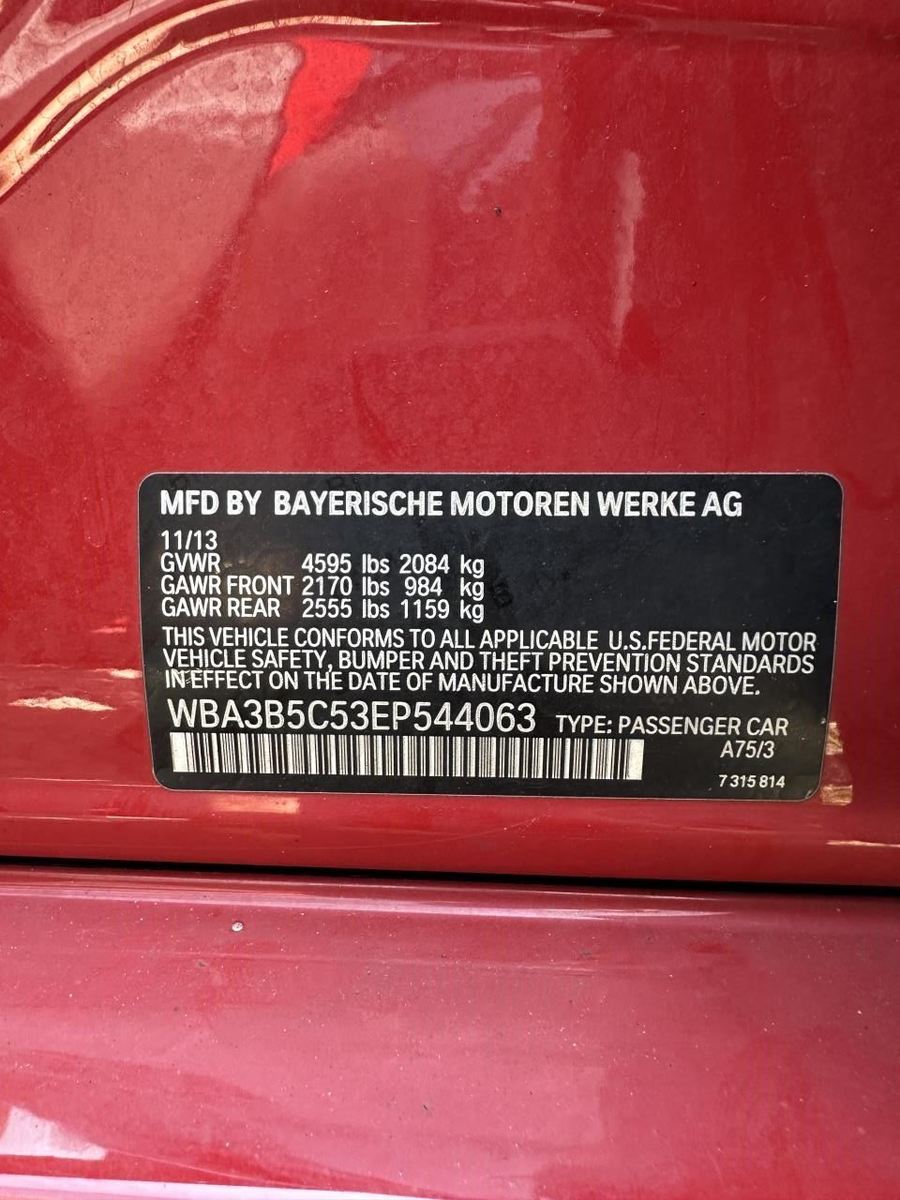 MFD BY BAYERISCHE MOTOREN WERKE AG
11/13
GVWR 4595 lbs 2084 kg
GAWR FRONT 2170 lbs 984 kg
GAWR REAR 2555 lbs 1159 kg
THIS VEHICLE CONFORMS TO ALL APPLICABLE U.S.FEDERAL MOTOR
VEHICLE SAFETY, BUMPER AND THEFT PREVENTION STANDARDS
IN EFFECT ON THE DATE OF MANUFACTURE SHOWN ABOVE.
WBA3B5C53EP544063 TYPE: PASSENGER CAR
A75/3
7 315 814